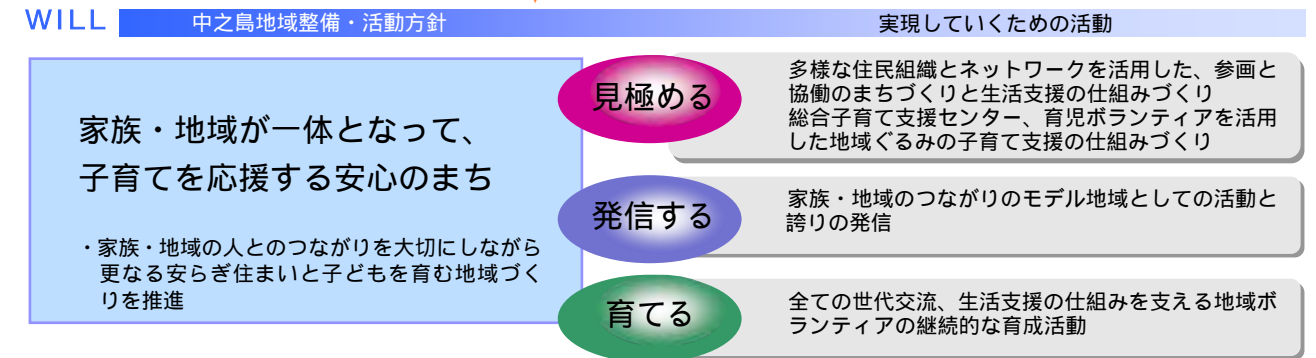 WILL 中之島地域整備・活動方針 実現していくための活動
家族・地域が一体となって、
子育てを応援する安心のまち
・家族・地域の人とのつながりを大切にしながら
更なる安らぎ住まいと子どもを育む地域づく
りを推進
見極める
多様な住民組織とネットワークを活用した、参画と
協働のまちづくりと生活支援の仕組みづくり
総合子育て支援センター、育児ボランティアを活用
した地域ぐるみの子育て支援の仕組みづくり
発信する
家族・地域のつながりのモデル地域としての活動と
誇りの発信
育てる
全ての世代交流、生活支援の仕組みを支える地域ボ
ランティアの継続的な育成活動